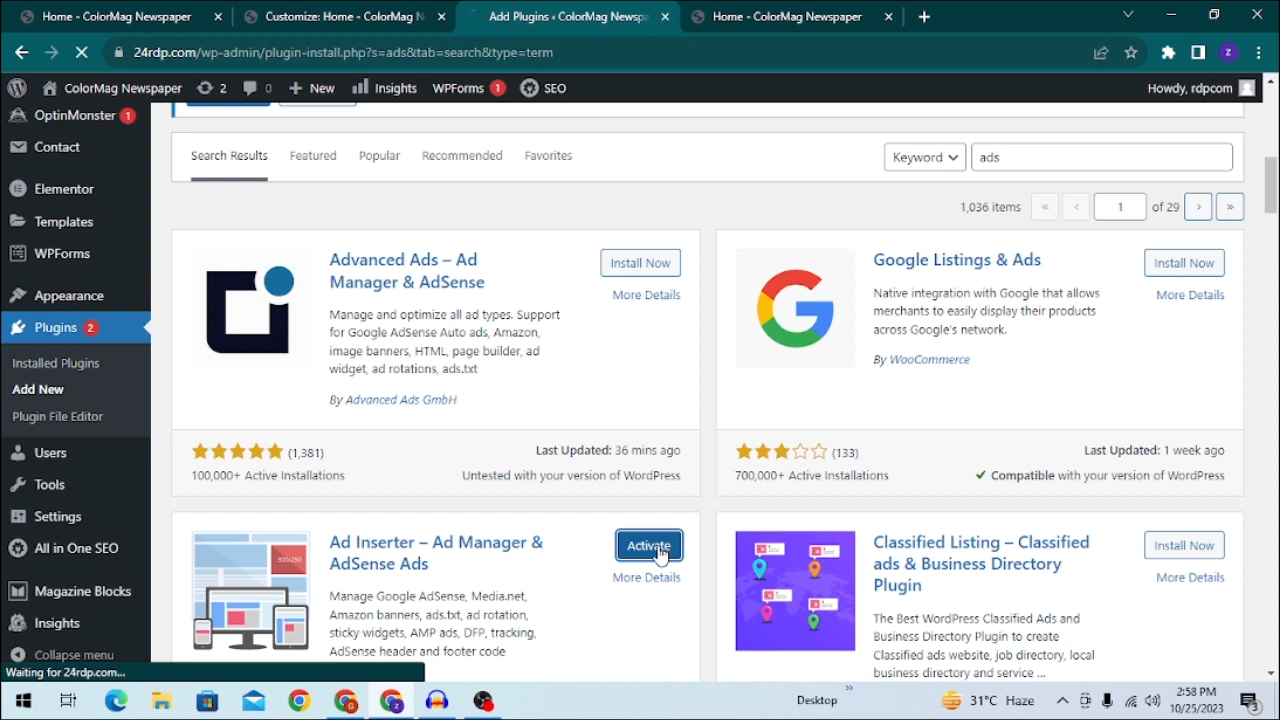 Home - ColorMag Newspaper
Customize: Home - ColorMag N
Add Plugins ‹ ColorMag Newspa
Home - ColorMag Newspaper
24rdp.com/wp-admin/plugin-install.php?s=ads&tab=search&type=term
z
ColorMag Newspaper
2
0
New
Insights
WPForms 1
SEO
Howdy, rdpcom
OptinMonster 1
Contact
Elementor
Templates
WPForms
Appearance
Plugins 2
Installed Plugins
Add New
Plugin File Editor
Users
Tools
Settings
All in One SEO
Magazine Blocks
Insights
Collapse menu
Search Results
Featured
Popular
Recommended
Favorites
Keyword
ads
1,036 items
«
‹
1
of 29
›
»
Advanced Ads – Ad
Manager & AdSense
Install Now
More Details
Manage and optimize all ad types. Support
for Google AdSense Auto ads, Amazon,
image banners, HTML, page builder, ad
widget, ad rotations, ads.txt
By Advanced Ads GmbH
(1,381)
100,000+ Active Installations
Last Updated: 36 mins ago
Untested with your version of WordPress
Google Listings & Ads
Install Now
More Details
Native integration with Google that allows
merchants to easily display their products
across Google's network.
By WooCommerce
(133)
700,000+ Active Installations
Last Updated: 1 week ago
Compatible with your version of WordPress
300x250
Ad Inserter – Ad Manager &
AdSense Ads
Activate
More Details
Manage Google AdSense, Media.net,
Amazon banners, ads.txt, ad rotation,
sticky widgets, AMP ads, DFP, tracking,
AdSense header and footer code
Classified Listing – Classified
ads & Business Directory
Plugin
Install Now
More Details
The Best WordPress Classified Ads and
Business Directory Plugin to create
Classified ads website, job directory, local
business directory and service ...
Waiting for 24rdp.com...
Desktop
31°C Haze
2:58 PM
10/25/2023
3